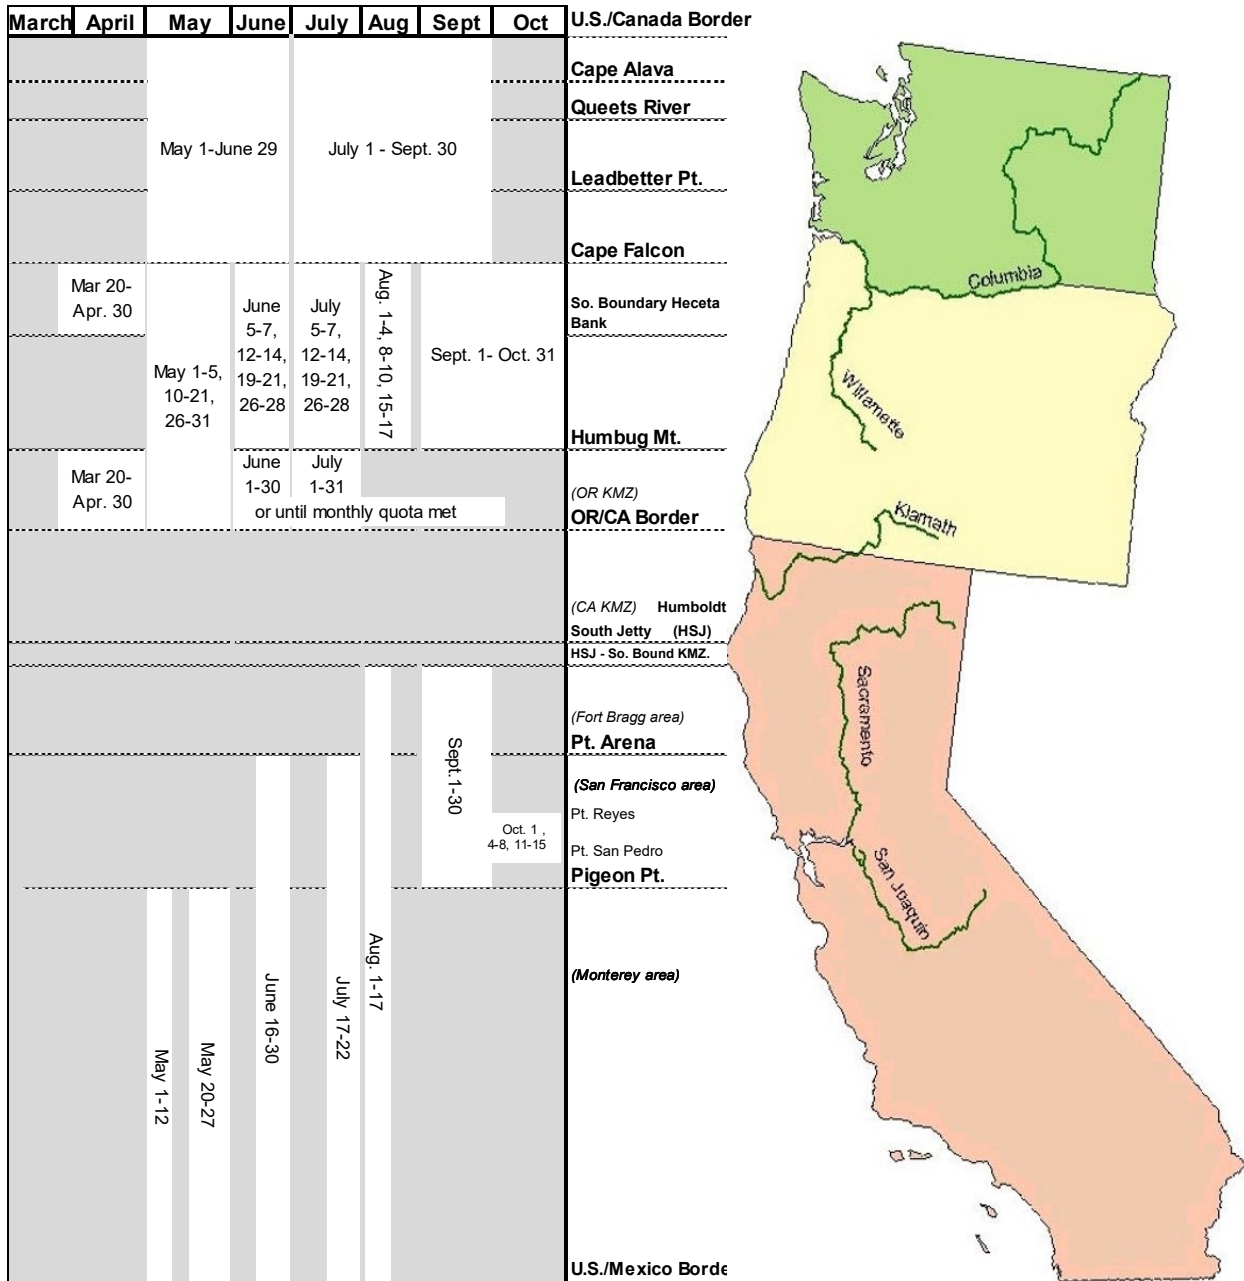 March April May June July Aug Sept Oct
U.S./Canada Border
Cape Alava
Queets River
May 1-June 29
July 1 - Sept. 30
Leadbetter Pt.
Cape Falcon
Mar 20-
Apr. 30
May 1-5,
10-21,
26-31
June
5-7,
12-14,
19-21,
26-28
July
5-7,
12-14,
19-21,
26-28
Aug. 1-4, 8-10, 15-17
Sept. 1- Oct. 31
So. Boundary Heceta
Bank
Humbug Mt.
Mar 20-
Apr. 30
June
1-30
July
1-31
or until monthly quota met
(OR KMZ)
OR/CA Border
(CA KMZ) Humboldt
South Jetty (HSJ)
HSJ - So. Bound KMZ.
(Fort Bragg area)
Pt. Arena
Sept.1-30
(San Francisco area)
Pt. Reyes
Oct. 1 ,
4-8, 11-15
Pt. San Pedro
Pigeon Pt.
May 1-12
May 20-27
June 16-30
July 17-22
Aug. 1-17
(Monterey area)
U.S./Mexico Borde
Columbia
Willamette
Klamath
Sacramento
San Joaquin